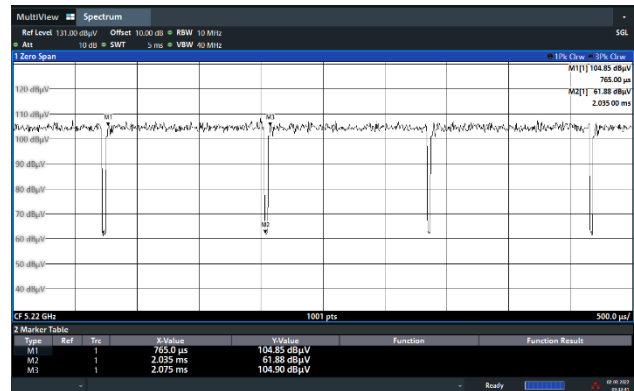 MultiView Spectrum
Ref Level 131.00 dBµV Offset 10.00 dB RBW 10 MHz SGL
Att 10 dB SWT 5 ms VBW 40 MHz
1 Zero Span 1Pk Clrw 3Pk Clrw
M1[1] 104.85 dBµV
765.00 µs
M2[1] 61.88 dBµV
2.035 00 ms
120 dBµV
110 dBµV
M1 M3
100 dBµV
90 dBµV
80 dBµV
70 dBµV
M2
60 dBµV
50 dBµV
40 dBµV
CF 5.22 GHz 1001 pts 500.0 µs/
2 Marker Table
Type Ref Trc X-Value Y-Value Function Function Result
M1 1 765.0 µs 104.85 dBµV
M2 1 2.035 ms 61.88 dBµV
M3 1 2.075 ms 104.90 dBµV
Ready